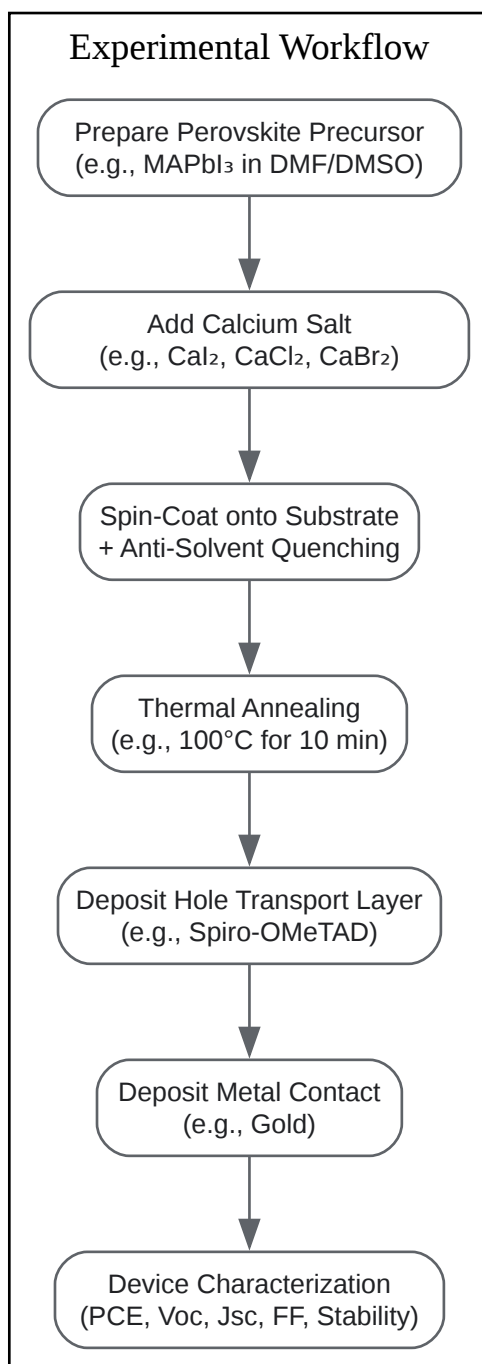 Experimental Workflow
Prepare Perovskite Precursor
(e.g., MAPbI₃ in DMF/DMSO)
Add Calcium Salt
(e.g., CaI₂, CaCl₂, CaBr₂)
Spin-Coat onto Substrate
+ Anti-Solvent Quenching
Thermal Annealing
(e.g., 100°C for 10 min)
Deposit Hole Transport Layer
(e.g., Spiro-OMeTAD)
Deposit Metal Contact
(e.g., Gold)
Device Characterization
(PCE, Voc, Jsc, FF, Stability)